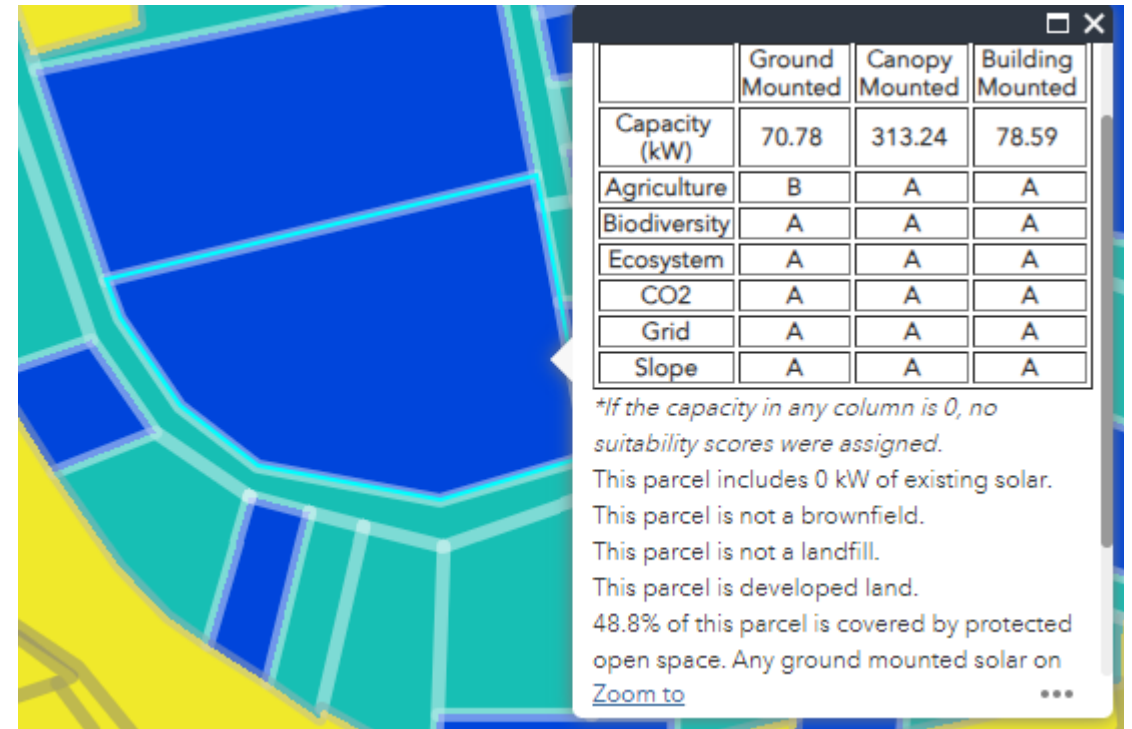 Ground Mounted Canopy Mounted Building Mounted
Capacity (kW) 70.78 313.24 78.59
Agriculture B A A
Biodiversity A A A
Ecosystem A A A
CO2 A A A
Grid A A A
Slope A A A
*If the capacity in any column is 0, no
suitability scores were assigned.
This parcel includes 0 kW of existing solar.
This parcel is not a brownfield.
This parcel is not a landfill.
This parcel is developed land.
48.8% of this parcel is covered by protected
open space. Any ground mounted solar on
Zoom to